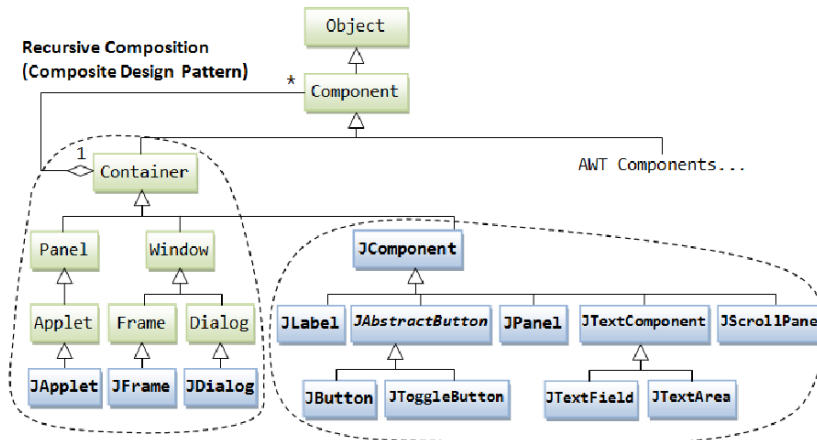 Object
Recursive Composition
(Composite Design Pattern)
*
Component
1
Container
AWT Components...
Panel
Window
JComponent
Applet
Frame
Dialog
JLabel
JAbstractButton
JPanel
JTextComponent
JScrollPane
JApplet
JFrame
JDialog
JButton
JToggleButton
JTextField
JTextArea